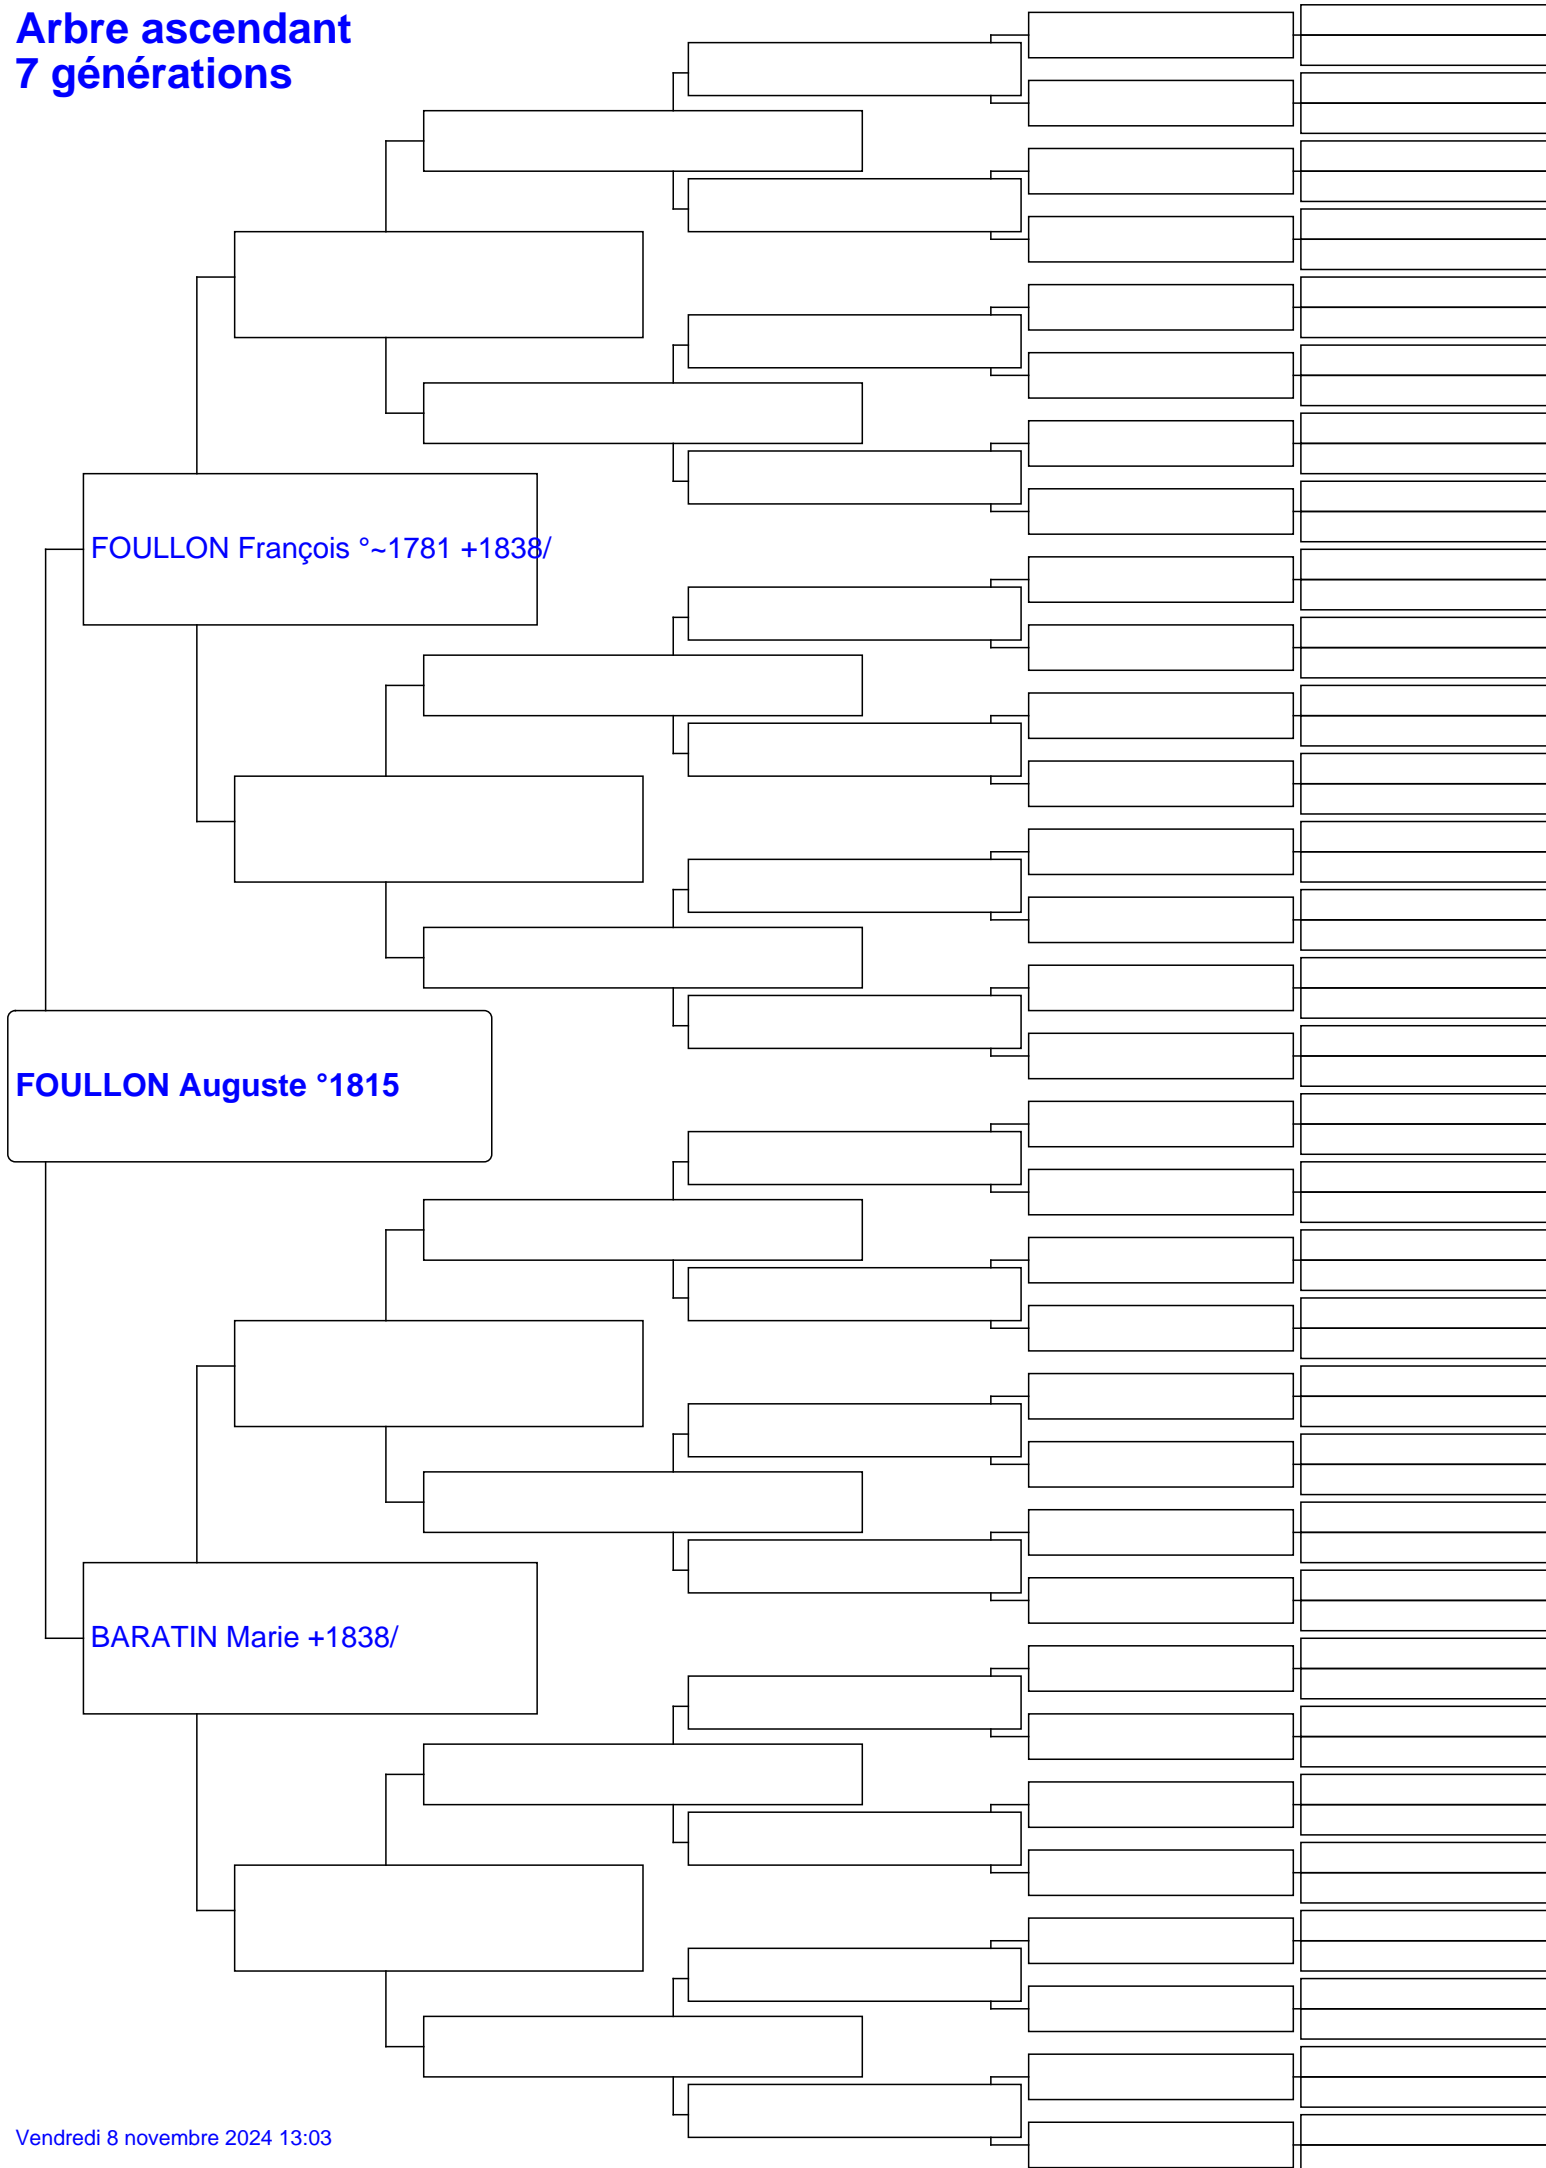 Arbre ascendant
7 générations
FOULLON François °~1781 +1838/
FOULLON Auguste °1815
BARATIN Marie +1838/
Vendredi 8 novembre 2024 13:03